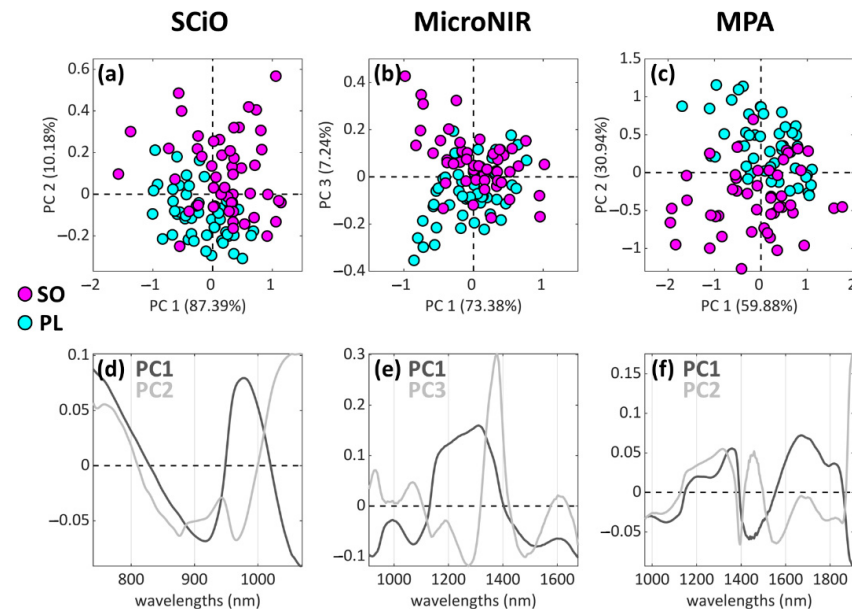 SCiO MicroNIR MPA
(a) (b) (c)
0.6 0.4 0.2 0 −0.2
PC 2 (10.18%)
−2 −1 0 1 2
PC 1 (87.39%)
0.4 0.2 0 −0.2 −0.4
PC 3 (7.24%)
−1 0 1
PC 1 (73.38%)
1.5 1 0.5 0 −0.5 −1
PC 2 (30.94%)
−2 −1 0 1 2
PC 1 (59.88%)
SO
PL
(d) PC1
PC2
0.1 0.05 0 −0.05
800 900 1000
wavelengths (nm)
(e) PC1
PC3
0.3 0.2 0.1 0 −0.1
1000 1200 1400 1600
wavelengths (nm)
(f) PC1
PC2
0.15 0.1 0.05 0 −0.05
1000 1200 1400 1600 1800
wavelengths (nm)